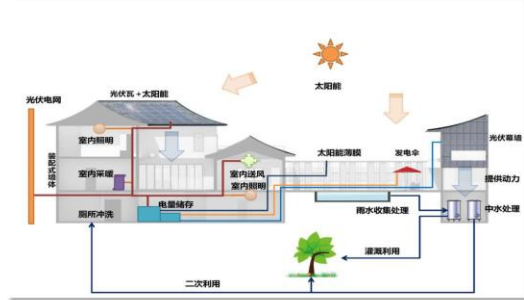 太阳能
光伏瓦+太阳能
光伏电网
室内照明
装配式墙体
室内采暖
室内送风
室内照明
太阳能薄膜
发电伞
光伏幕墙
提供动力
厕所冲洗
电量储存
雨水收集处理
中水处理
灌溉利用
二次利用